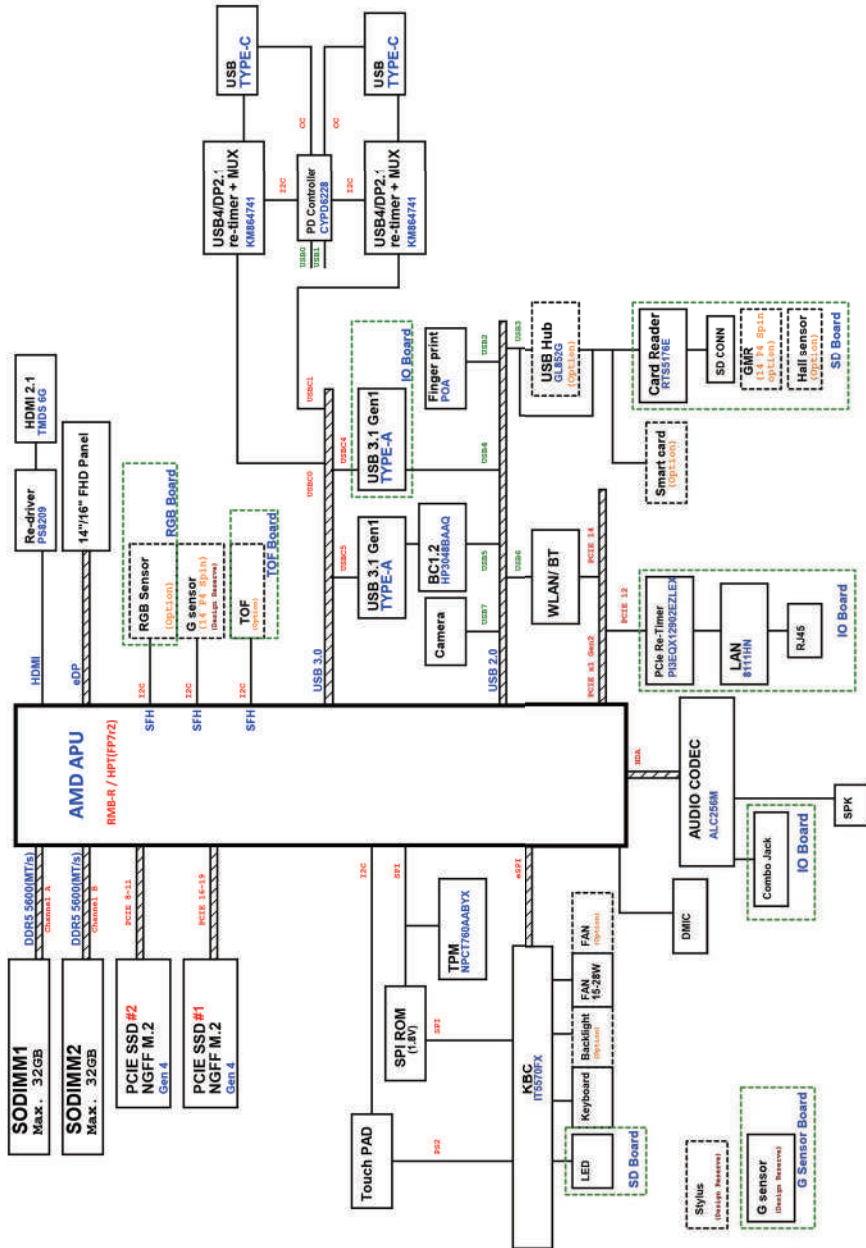 SODIMM1
Max. 32GB
SODIMM2
Max. 32GB
PCIE SSD#2
NGFF M.2
Gen 4
PCIE SSD#1
NGFF M.2
Gen 4
DDR5 5600(MT/s)
Channel A
DDR5 5600(MT/s)
Channel B
PCIE 8-11
PCIE 16-19
AMD APU
RMB-R / HPT(FP7r2)
HDMI
eDP
Re-driver
PS8209
HDMI 2.1
TMDS 6G
14"/16" FHD Panel
I2C
SFH
I2C
SFH
I2C
SFH
RGB Sensor
(Option)
G sensor
(14 P4 Spin)
(Design Reserve)
RGB Board
TOF
(Option)
TOF Board
USB 3.0
USBC0
USBC1
USBC5
USBC4
USB4/DP2.1
re-timer + MUX
KM864741
USB
TYPE-C
I2C
CC
PD Controller
CYPD6228
USB0
USB1
I2C
CC
USB4/DP2.1
re-timer + MUX
KM864741
USB
TYPE-C
USB 3.1 Gen1
TYPE-A
USB 3.1 Gen1
TYPE-A
IO Board
Camera
BC1.2
HP3048BAAQ
Finger print
POA
USB 2.0
USB7
USB5
USB4
USB2
USB6
USB3
WLAN/ BT
USB Hub
GL852G
(Option)
Smart card
(Option)
Card Reader
RTS5176E
SD CONN
GMR
(14 P4 Spin
option)
Hall sensor
(Option)
SD Board
PCIE x1 Gen2
PCIE 14
PCIE 12
PCIe Re-Timer
PI3EQX12902EZLEX
LAN
8111HN
RJ45
IO Board
I2C
SPI
eSPI
HDA
Touch PAD
PS2
SPI ROM
(1.8V)
SPI
TPM
NPCT760AABYX
KBC
IT5570FX
LED
SD Board
Keyboard
Backlight
(Option)
FAN
15-28W
FAN
(Option)
DMIC
AUDIO CODEC
ALC256M
Combo Jack
IO Board
SPK
Stylus
(Design Reserve)
G sensor
(Design Reserve)
G Sensor Board